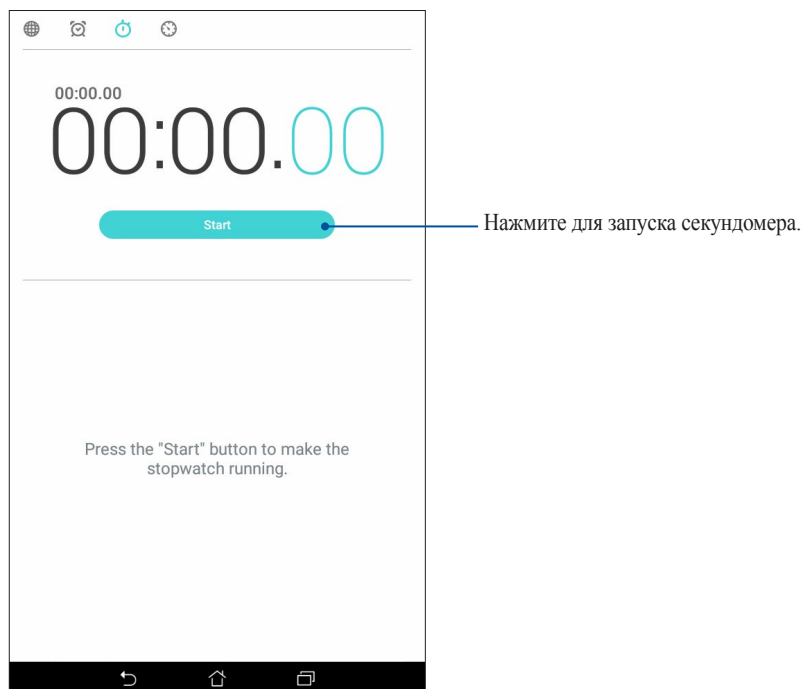 00:00.00
00:00.00
Start
Нажмите для запуска секундомера.
Press the "Start" button to make the
stopwatch running.